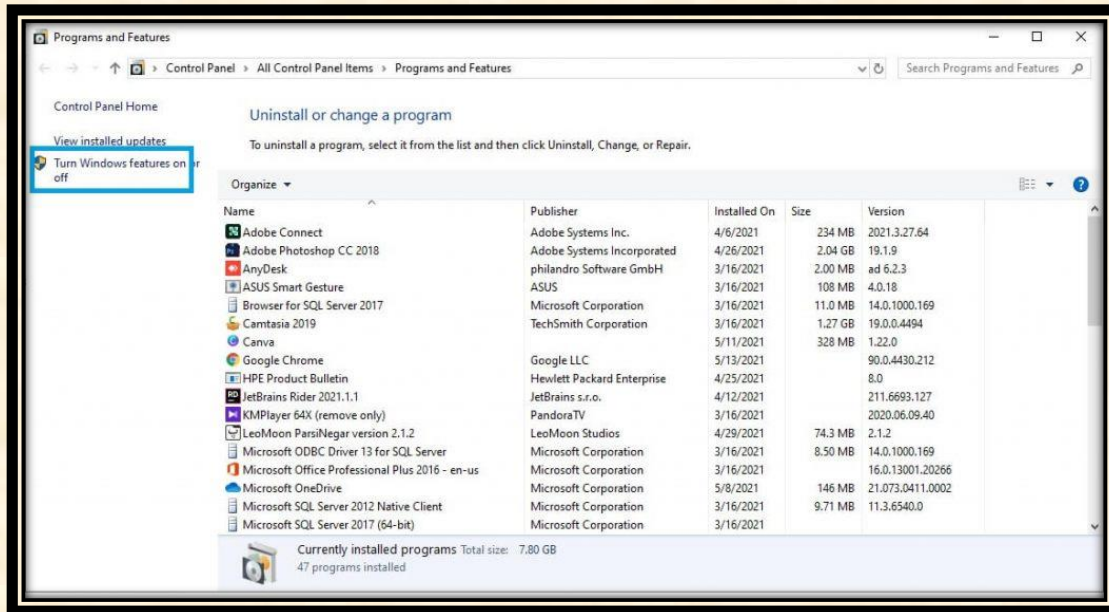 Programs and Features
Control Panel > All Control Panel Items > Programs and Features
Search Programs and Features
Control Panel Home
View installed updates
Turn Windows features on or
off
Uninstall or change a program
To uninstall a program, select it from the list and then click Uninstall, Change, or Repair.
Organize
Name Publisher Installed On Size Version
Adobe Connect Adobe Systems Inc. 4/6/2021 234 MB 2021.3.27.64
Adobe Photoshop CC 2018 Adobe Systems Incorporated 4/26/2021 2.04 GB 19.1.9
AnyDesk philandro Software GmbH 3/16/2021 2.00 MB ad 6.2.3
ASUS Smart Gesture ASUS 3/16/2021 108 MB 4.0.18
Browser for SQL Server 2017 Microsoft Corporation 3/16/2021 11.0 MB 14.0.1000.169
Camtasia 2019 TechSmith Corporation 3/16/2021 1.27 GB 19.0.0.4494
Canva 5/11/2021 328 MB 1.22.0
Google Chrome Google LLC 5/13/2021 90.0.4430.212
HPE Product Bulletin Hewlett Packard Enterprise 4/25/2021 8.0
JetBrains Rider 2021.1.1 JetBrains s.r.o. 4/12/2021 211.6693.127
KMPlayer 64X (remove only) PandoraTV 3/16/2021 2020.06.09.40
LeoMoon ParsiNegar version 2.1.2 LeoMoon Studios 4/29/2021 74.3 MB 2.1.2
Microsoft ODBC Driver 13 for SQL Server Microsoft Corporation 3/16/2021 8.50 MB 14.0.1000.169
Microsoft Office Professional Plus 2016 - en-us Microsoft Corporation 3/16/2021 16.0.13001.20266
Microsoft OneDrive Microsoft Corporation 5/8/2021 146 MB 21.073.0411.0002
Microsoft SQL Server 2012 Native Client Microsoft Corporation 3/16/2021 9.71 MB 11.3.6540.0
Microsoft SQL Server 2017 (64-bit) Microsoft Corporation 3/16/2021
Currently installed programs Total size: 7.80 GB
47 programs installed